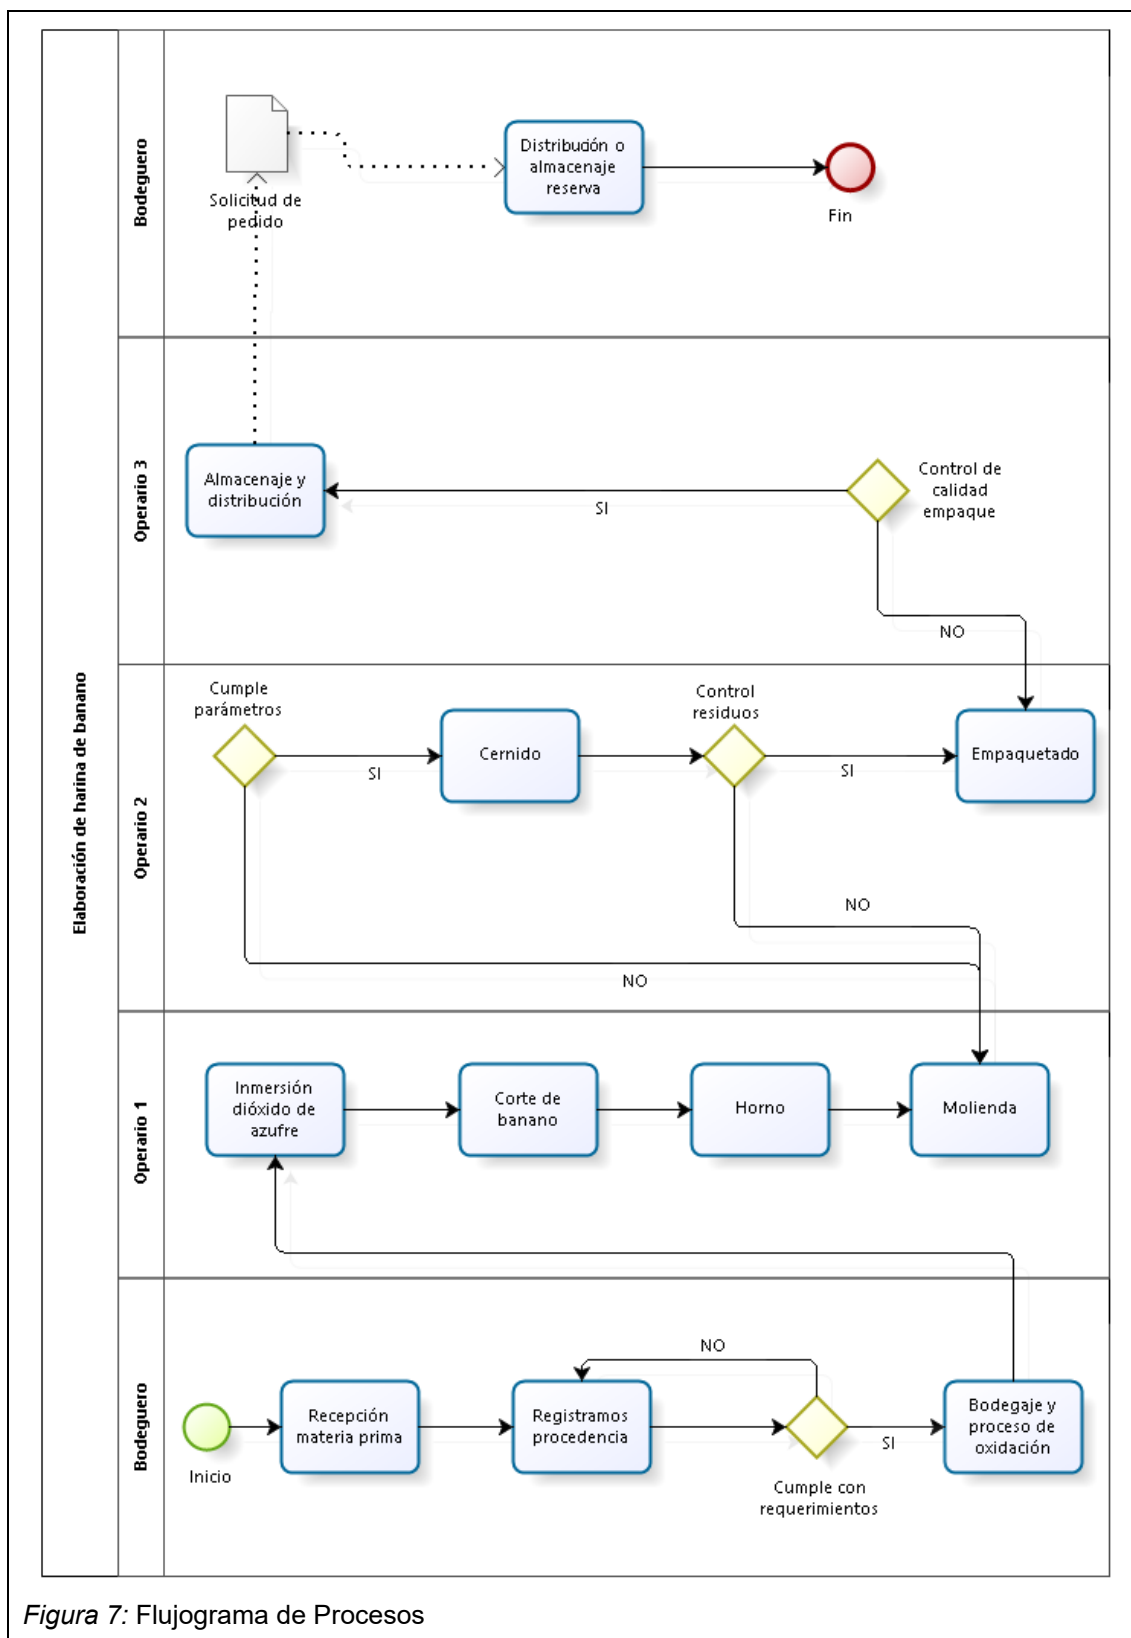 Elaboración de harina de banano
Bodeguero
Solicitud de
pedido
Distribución o
almacenaje
reserva
Fin
Operario 3
Almacenaje y
distribución
SI
Control de
calidad
empaque
NO
Operario 2
Cumple
parámetros
SI
Cernido
Control
residuos
SI
Empaquetado
NO
NO
Operario 1
Inmersión
dióxido de
azufre
Corte de
banano
Horno
Molienda
Bodeguero
Inicio
Recepción
materia prima
Registramos
procedencia
NO
Cumple con
requerimientos
SI
Bodegaje y
proceso de
oxidación
Figura 7: Flujograma de Procesos